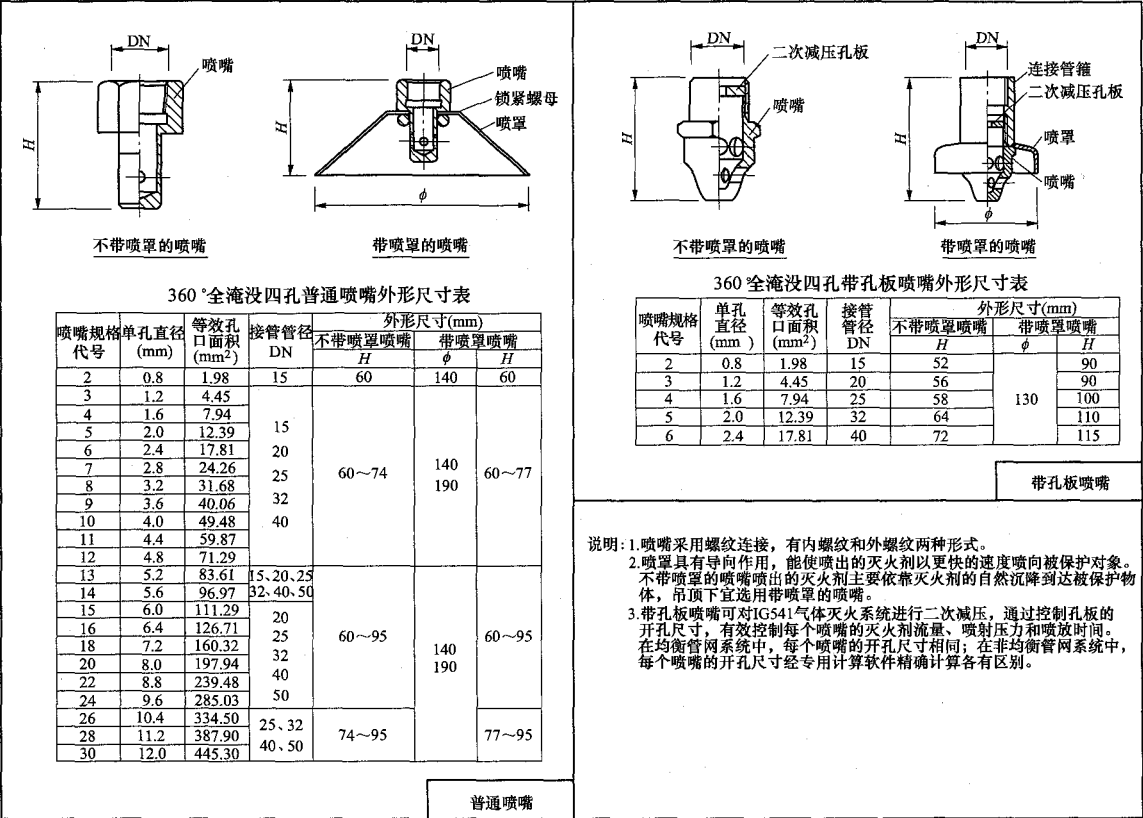 DN
喷嘴
H
不带喷罩的喷嘴
DN
喷嘴
锁紧螺母
喷罩
H
φ
带喷罩的喷嘴
360°全淹没四孔普通喷嘴外形尺寸表
喷嘴规格代号 单孔直径(mm) 等效孔口面积(mm²) 接管管径DN 外形尺寸(mm)
不带喷罩喷嘴 带喷罩喷嘴
H φ H
2 0.8 1.98 15 60 140 60
3 1.2 4.45
4 1.6 7.94
5 2.0 12.39 15
6 2.4 17.81 20
7 2.8 24.26 25 60～74 140 60～77
8 3.2 31.68 190
9 3.6 40.06 32
10 4.0 49.48 40
11 4.4 59.87
12 4.8 71.29
13 5.2 83.61 15、20、25
14 5.6 96.97 32、40、50
15 6.0 111.29 20
16 6.4 126.71 25 60～95 60～95
18 7.2 160.32 32 140
20 8.0 197.94 40 190
22 8.8 239.48
24 9.6 285.03 50
26 10.4 334.50 25、32
28 11.2 387.90 74～95 77～95
30 12.0 445.30 40、50
普通喷嘴
DN
二次减压孔板
喷嘴
H
不带喷罩的喷嘴
DN
连接管箍
二次减压孔板
喷罩
喷嘴
H
φ
带喷罩的喷嘴
360°全淹没四孔带孔板喷嘴外形尺寸表
喷嘴规格代号 单孔直径(mm) 等效孔口面积(mm²) 接管管径DN 外形尺寸(mm)
不带喷罩喷嘴 带喷罩喷嘴
H φ H
2 0.8 1.98 15 52 90
3 1.2 4.45 20 56 90
4 1.6 7.94 25 58 130 100
5 2.0 12.39 32 64 110
6 2.4 17.81 40 72 115
带孔板喷嘴
说明：1.喷嘴采用螺纹连接，有内螺纹和外螺纹两种形式。
2.喷罩具有导向作用，能使喷出的灭火剂以更快的速度喷向被保护对象。
不带喷罩的喷嘴喷出的灭火剂主要依靠灭火剂的自然沉降到达被保护物
体，吊顶下宜选用带喷罩的喷嘴。
3.带孔板喷嘴可对IG541气体灭火系统进行二次减压，通过控制孔板的
开孔尺寸，有效控制每个喷嘴的灭火剂流量、喷射压力和喷放时间。
在均衡管网系统中，每个喷嘴的开孔尺寸相同；在非均衡管网系统中，
每个喷嘴的开孔尺寸经专用计算软件精确计算各有区别。